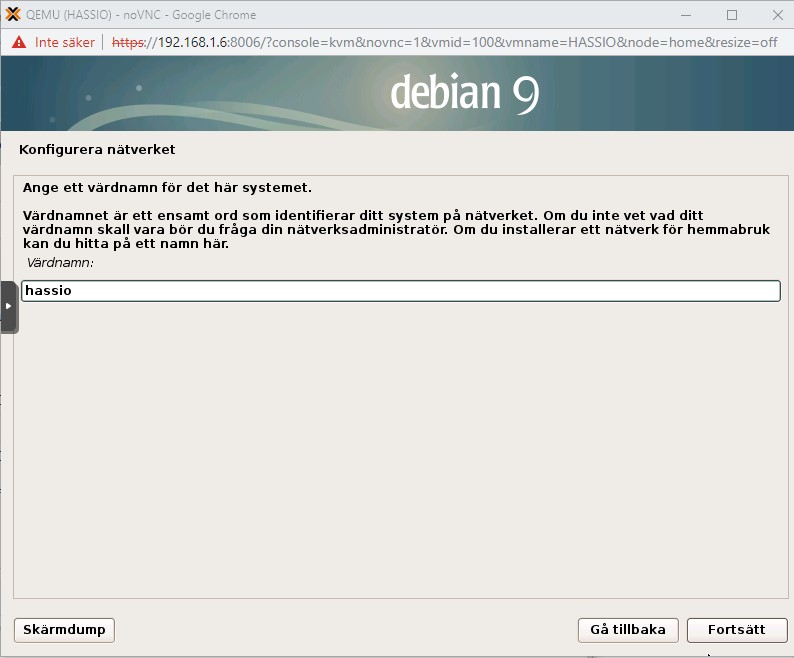 QEMU (HASSIO) - noVNC - Google Chrome
Inte säker | https://192.168.1.6:8006/?console=kvm&novnc=1&vmid=100&vmname=HASSIO&node=home&resize=off
debian 9
Konfigurera nätverket
Ange ett värdnamn för det här systemet.
Värdnamnet är ett ensamt ord som identifierar ditt system på nätverket. Om du inte vet vad ditt
värdnamn skall vara bör du fråga din nätverksadministratör. Om du installerar ett nätverk för hemmabruk
kan du hitta på ett namn här.
Värdnamn:
hassio
Skärmdump Gå tillbaka Fortsätt